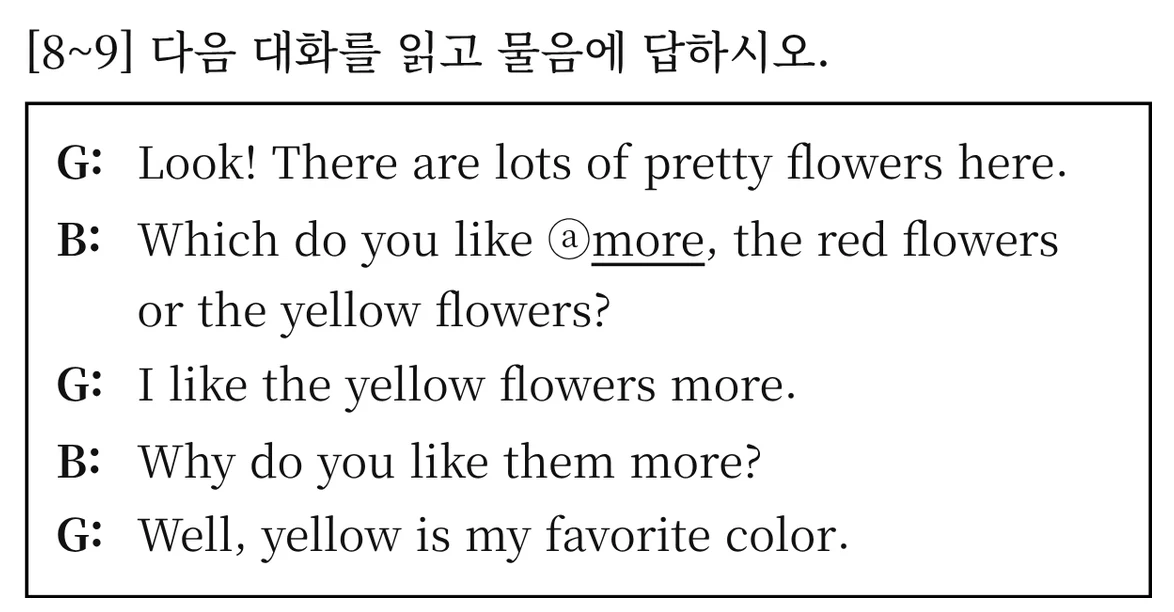 [8~9] 다음 대화를 읽고 물음에 답하시오.
G: Look! There are lots of pretty flowers here.
B: Which do you like ⓐmore, the red flowers
or the yellow flowers?
G: I like the yellow flowers more.
B: Why do you like them more?
G: Well, yellow is my favorite color.